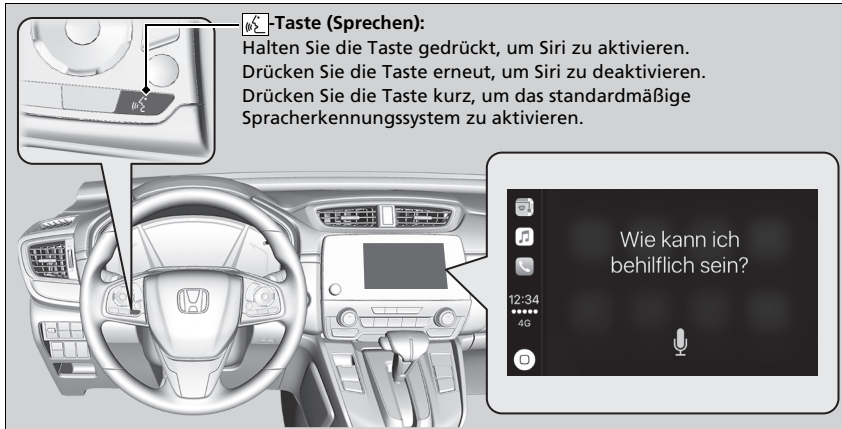 -Taste (Sprechen):
Halten Sie die Taste gedrückt, um Siri zu aktivieren.
Drücken Sie die Taste erneut, um Siri zu deaktivieren.
Drücken Sie die Taste kurz, um das standardmäßige
Spracherkennungssystem zu aktivieren.
Wie kann ich
behilflich sein?
12:34
4G